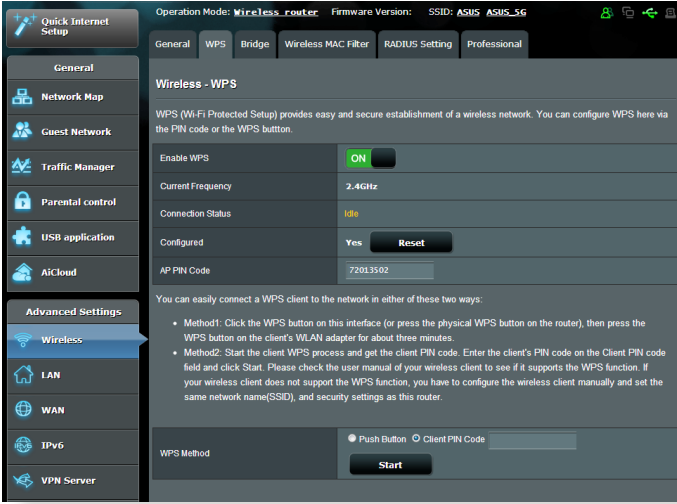 Quick Internet
Setup
Operation Mode: Wireless router Firmware Version: SSID: ASUS ASUS_5G
General WPS Bridge Wireless MAC Filter RADIUS Setting Professional
General
Network Map
Guest Network
Traffic Manager
Parental control
USB application
AiCloud
Advanced Settings
Wireless
LAN
WAN
IPv6
IPv6
VPN Server
Wireless - WPS
WPS (Wi-Fi Protected Setup) provides easy and secure establishment of a wireless network. You can configure WPS here via
the PIN code or the WPS buttton.
Enable WPS ON
Current Frequency 2.4GHz
Connection Status Idle
Configured Yes Reset
AP PIN Code 72013502
You can easily connect a WPS client to the network in either of these two ways:
• Method1: Click the WPS button on this interface (or press the physical WPS button on the router), then press the
WPS button on the client's WLAN adapter for about three minutes.
• Method2: Start the client WPS process and get the client PIN code. Enter the client's PIN code on the Client PIN code
field and click Start. Please check the user manual of your wireless client to see if it supports the WPS function. If
your wireless client does not support the WPS function, you have to configure the wireless client manually and set the
same network name(SSID), and security settings as this router.
WPS Method Push Button Client PIN Code
Start